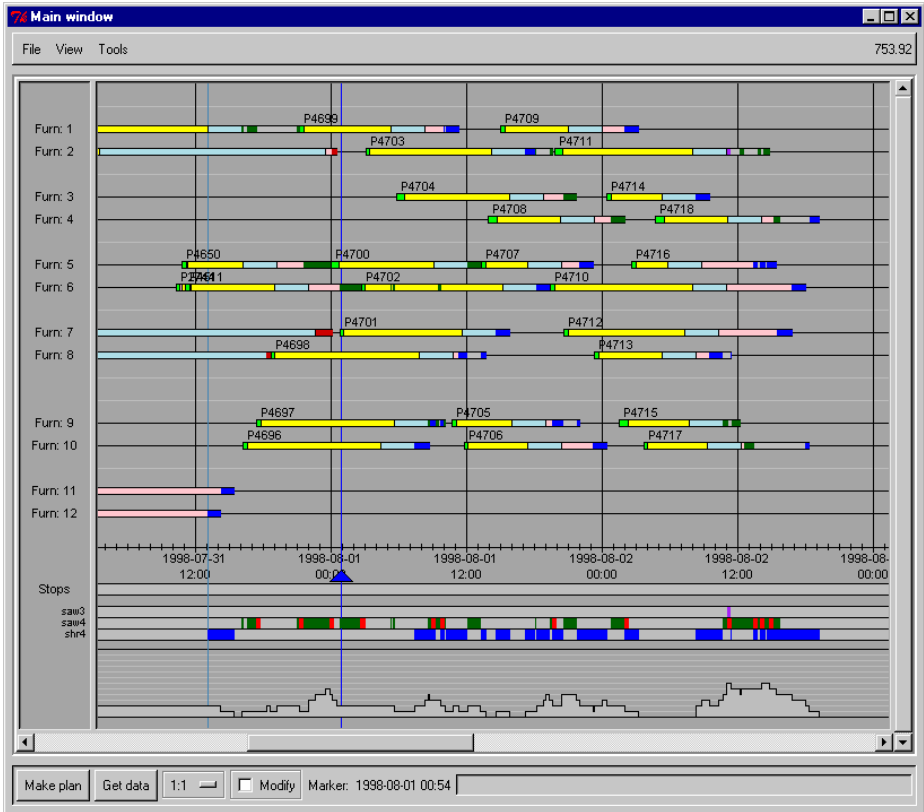 Main window
File View Tools 753.92
P4699 P4709
Furn: 1
P4703 P4711
Furn: 2
P4704 P4714
Furn: 3
P4708 P4718
Furn: 4
P4650 P4700 P4707 P4716
Furn: 5
P4702 P4710
Furn: 6
P4701 P4712
Furn: 7
P4698 P4713
Furn: 8
P4697 P4705 P4715
Furn: 9
P4696 P4706 P4717
Furn: 10
Furn: 11
Furn: 12
1998-07-31 1998-08-01 1998-08-01 1998-08-02 1998-08-02 1998-08-
12:00 00:00 12:00 00:00 12:00 00:00
Stops
saw3
saw4
shr4
Make plan Get data 1:1 Modify Marker: 1998-08-01 00:54